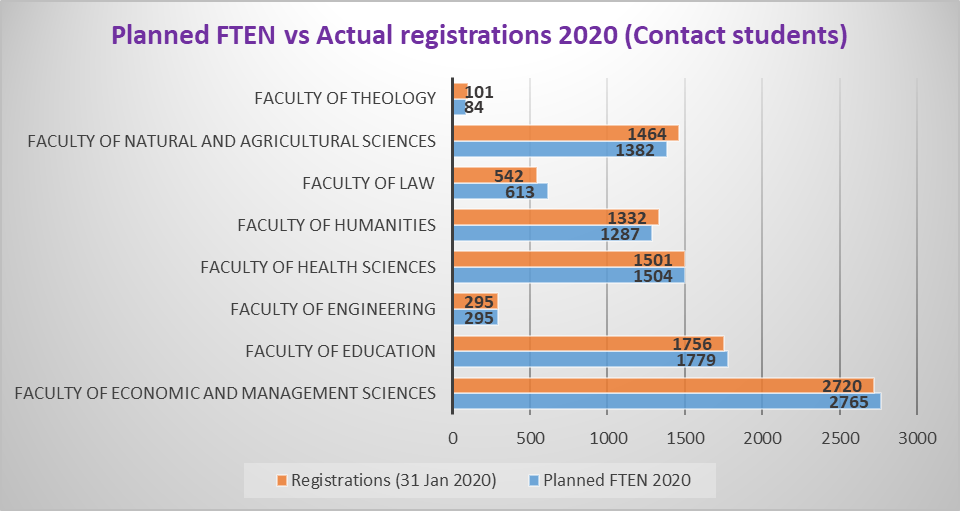 Planned FTEN vs Actual registrations 2020 (Contact students)
FACULTY OF THEOLOGY
101
84
FACULTY OF NATURAL AND AGRICULTURAL SCIENCES
1464
1382
FACULTY OF LAW
542
613
FACULTY OF HUMANITIES
1332
1287
FACULTY OF HEALTH SCIENCES
1501
1504
FACULTY OF ENGINEERING
295
295
FACULTY OF EDUCATION
1756
1779
FACULTY OF ECONOMIC AND MANAGEMENT SCIENCES
2720
2765
0 500 1000 1500 2000 2500 3000
Registrations (31 Jan 2020) Planned FTEN 2020